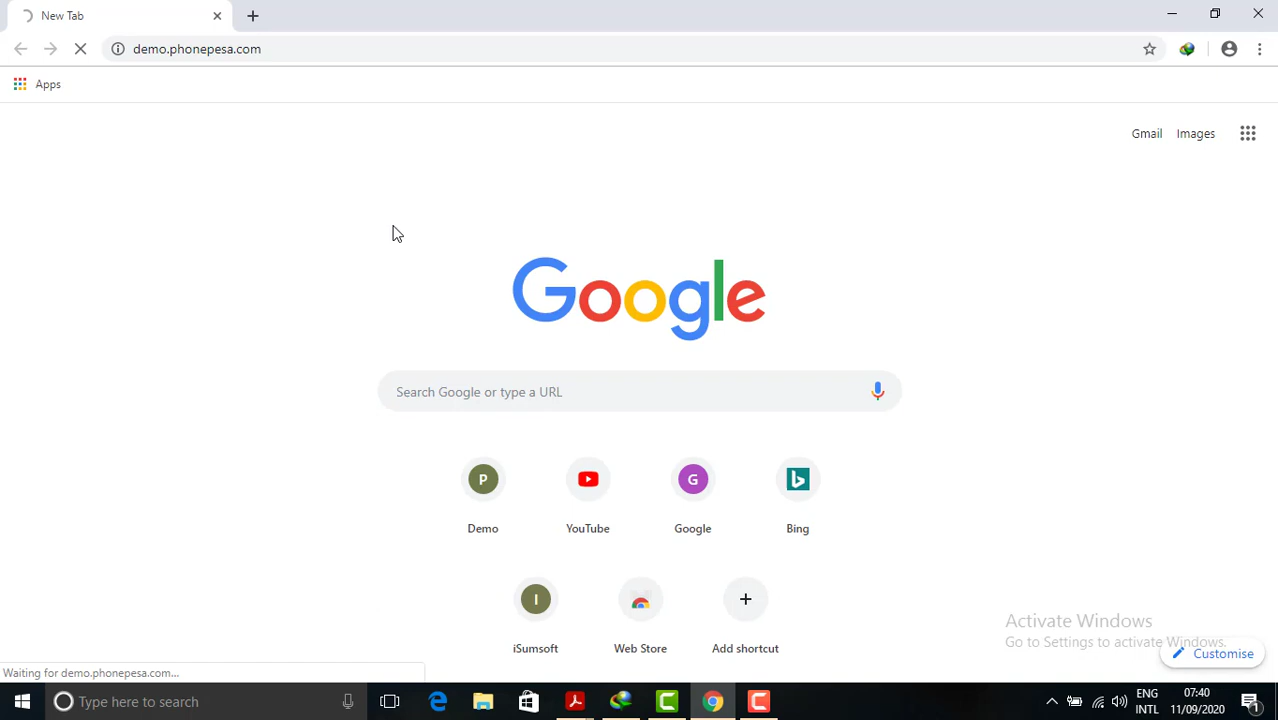 New Tab
demo.phonepesa.com
Apps
Gmail Images
Google
Search Google or type a URL
P G
Demo YouTube Google Bing
I
iSumsoft Web Store Add shortcut
Activate Windows
Go to Settings to activate Windows.
Customise
Waiting for demo.phonepesa.com...
Type here to search
ENG 07:40
INTL 11/09/2020
1